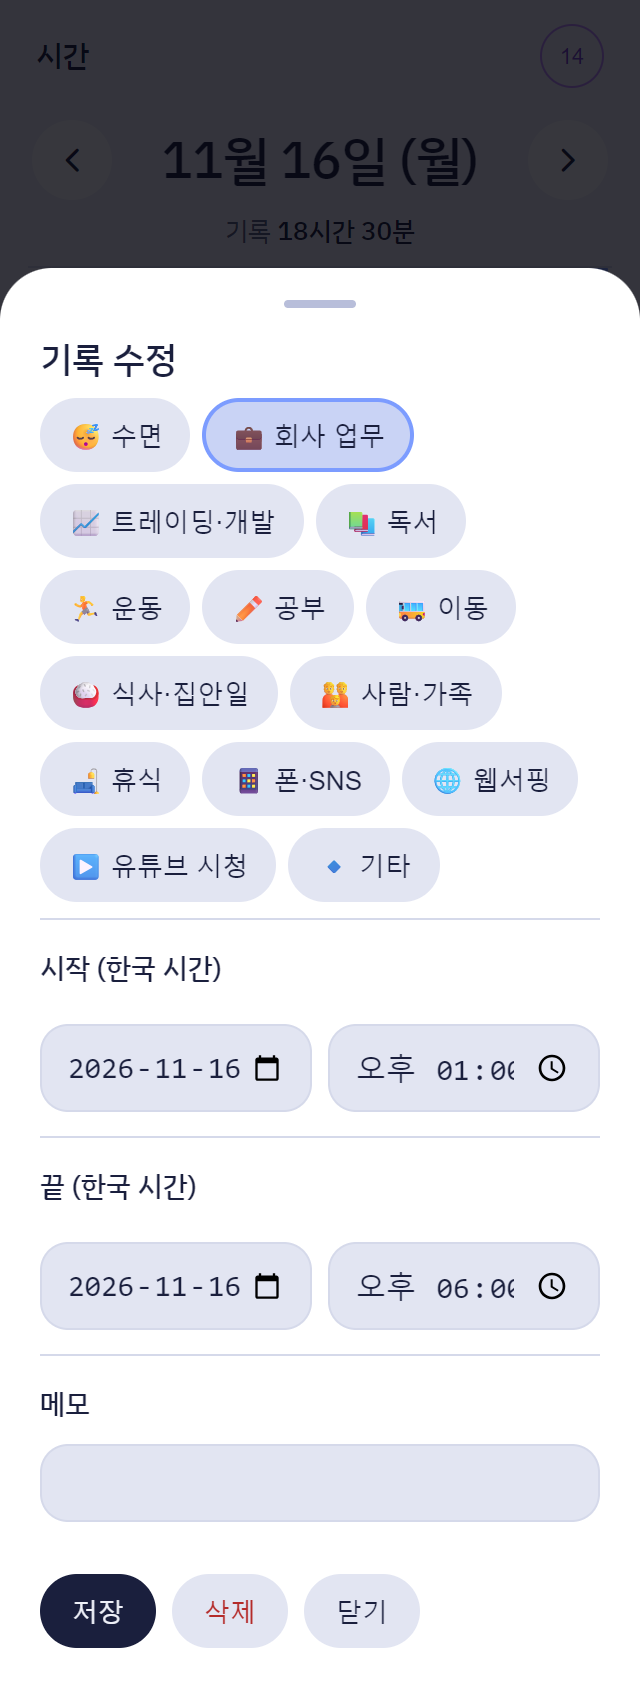 시간
14
11월 16일 (월)
기록 18시간 30분
기록 수정
수면
회사 업무
트레이딩·개발
독서
운동
공부
이동
식사·집안일
사람·가족
휴식
폰·SNS
웹서핑
유튜브 시청
기타
시작 (한국 시간)
2026-11-16
오후 01:00
끝 (한국 시간)
2026-11-16
오후 06:00
메모
저장
삭제
닫기